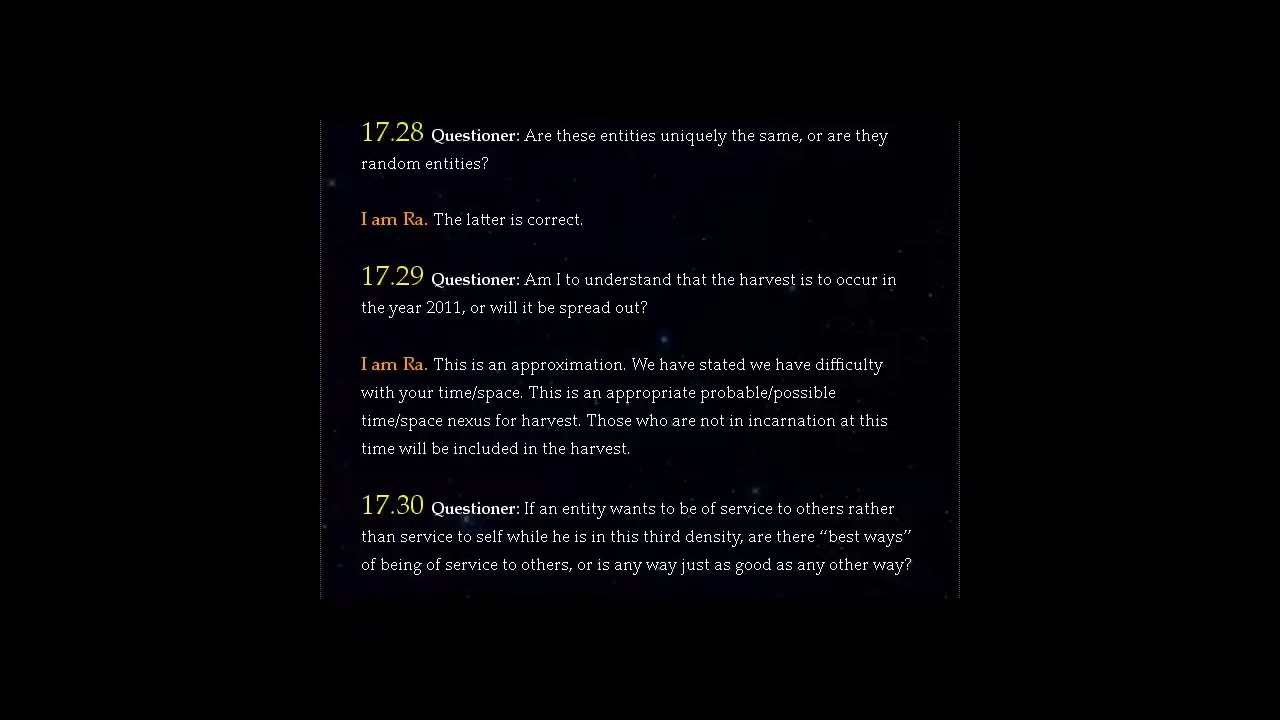 17.28 Questioner: Are these entities uniquely the same, or are they
random entities?
I am Ra. The latter is correct.
17.29 Questioner: Am I to understand that the harvest is to occur in
the year 2011, or will it be spread out?
I am Ra. This is an approximation. We have stated we have difficulty
with your time/space. This is an appropriate probable/possible
time/space nexus for harvest. Those who are not in incarnation at this
time will be included in the harvest.
17.30 Questioner: If an entity wants to be of service to others rather
than service to self while he is in this third density, are there “best ways”
of being of service to others, or is any way just as good as any other way?